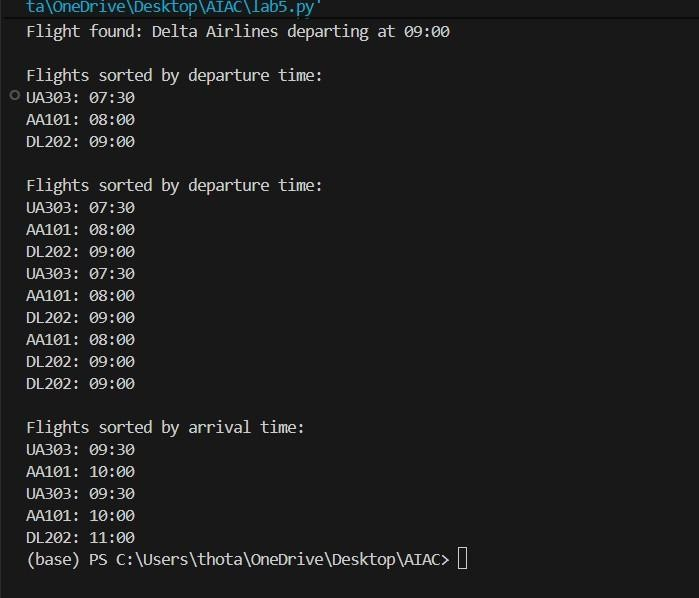 ta\OneDrive\Desktop\AIAC\lab5.py'
Flight found: Delta Airlines departing at 09:00

Flights sorted by departure time:
UA303: 07:30
AA101: 08:00
DL202: 09:00

Flights sorted by departure time:
UA303: 07:30
AA101: 08:00
DL202: 09:00
UA303: 07:30
AA101: 08:00
DL202: 09:00
AA101: 08:00
DL202: 09:00
DL202: 09:00

Flights sorted by arrival time:
UA303: 09:30
AA101: 10:00
UA303: 09:30
AA101: 10:00
DL202: 11:00
(base) PS C:\Users\thota\OneDrive\Desktop\AIAC>